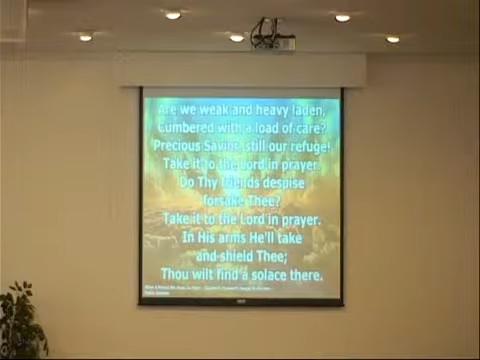 Are we weak and heavy laden,
Cumbered with a load of care?
Precious Savior, still our refuge!
Take it to the Lord in prayer.
Do Thy friends despise
forsake Thee?
Take it to the Lord in prayer.
In His arms He'll take
and shield Thee;
Thou wilt find a solace there.